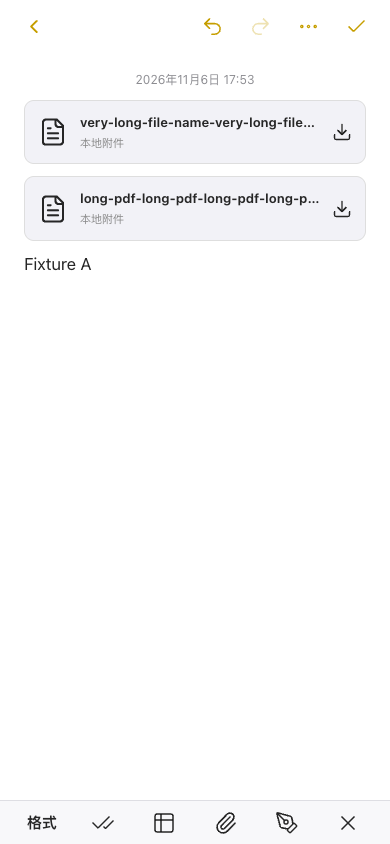 2026年11月6日 17:53
very-long-file-name-very-long-file...
本地附件
long-pdf-long-pdf-long-pdf-long-p...
本地附件
Fixture A
格式